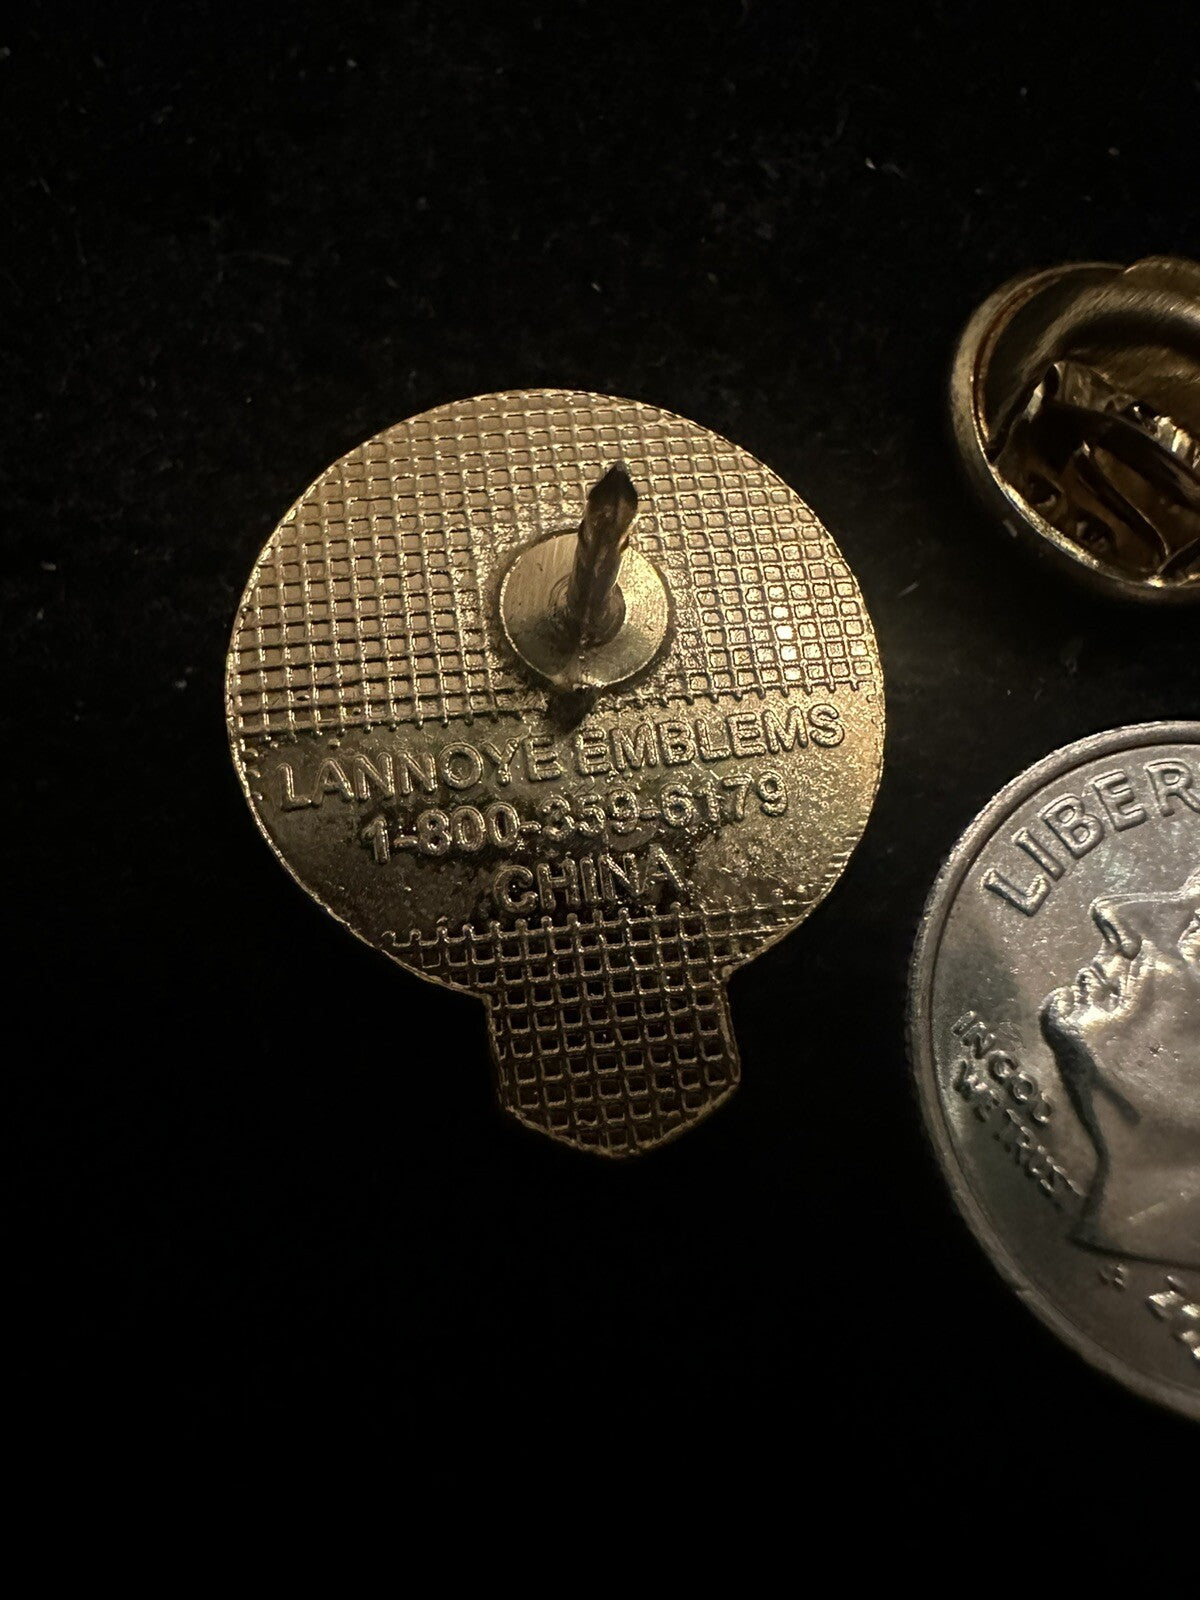 LANNOYE EMBLEMS
1-800-359-6179
CHINA
LIBER
IN GOD
WE TRUST